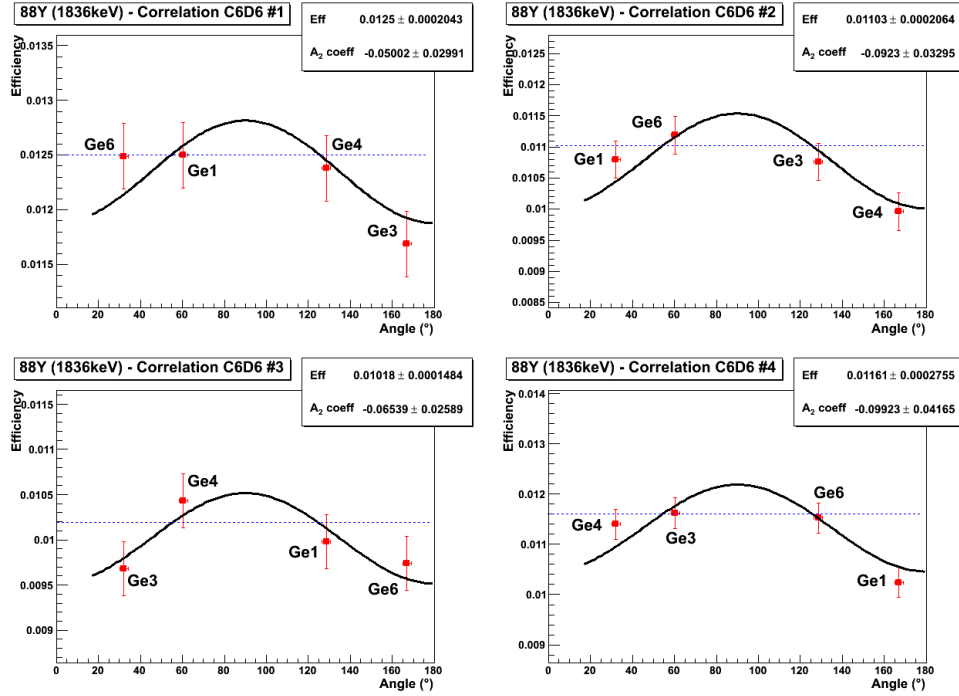 88Y (1836keV) - Correlation C6D6 #1
Eff 0.0125 ± 0.0002043
A2 coeff -0.05002 ± 0.02991
Efficiency
0.0135
0.013
0.0125
0.012
0.0115
Ge6
Ge1
Ge4
Ge3
0 20 40 60 80 100 120 140 160 180
Angle (°)
88Y (1836keV) - Correlation C6D6 #2
Eff 0.01103 ± 0.0002064
A2 coeff -0.0923 ± 0.03295
Efficiency
0.0125
0.012
0.0115
0.011
0.0105
0.01
0.0095
0.009
0.0085
Ge1
Ge6
Ge3
Ge4
0 20 40 60 80 100 120 140 160 180
Angle (°)
88Y (1836keV) - Correlation C6D6 #3
Eff 0.01018 ± 0.0001484
A2 coeff -0.06539 ± 0.02589
Efficiency
0.0115
0.011
0.0105
0.01
0.0095
0.009
Ge3
Ge4
Ge1
Ge6
0 20 40 60 80 100 120 140 160 180
Angle (°)
88Y (1836keV) - Correlation C6D6 #4
Eff 0.01161 ± 0.0002755
A2 coeff -0.09923 ± 0.04165
Efficiency
0.014
0.013
0.012
0.011
0.01
0.009
Ge4
Ge3
Ge6
Ge1
0 20 40 60 80 100 120 140 160 180
Angle (°)